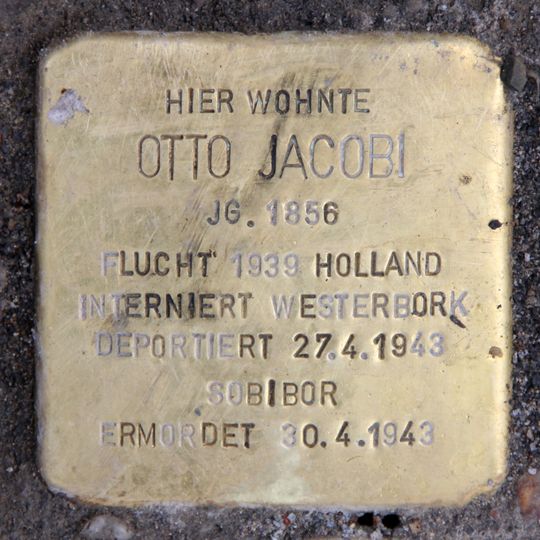 HIER WOHNTE
OTTO JACOBI
JG. 1856
FLUCHT 1939 HOLLAND
INTERNIERT WESTERBORK
DEPORTIERT 27.4.1943
SOBIBOR
ERMORDET 30.4.1943